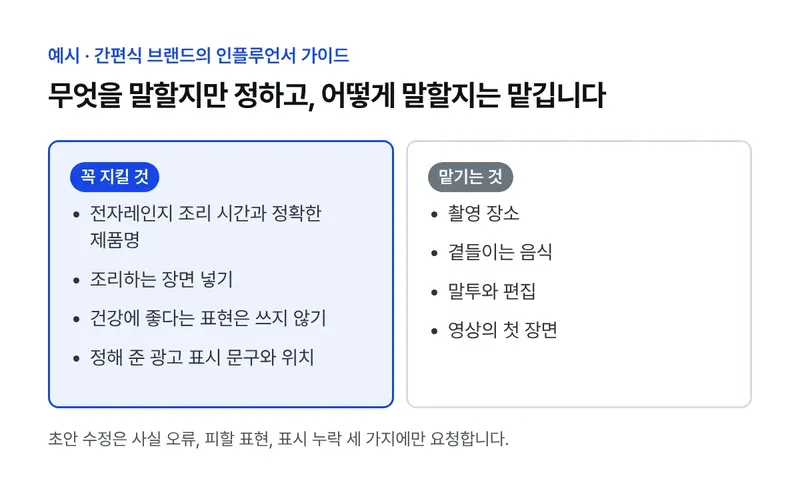 예시 · 간편식 브랜드의 인플루언서 가이드
무엇을 말할지만 정하고, 어떻게 말할지는 맡깁니다
꼭 지킬 것
• 전자레인지 조리 시간과 정확한
제품명
• 조리하는 장면 넣기
• 건강에 좋다는 표현은 쓰지 않기
• 정해 준 광고 표시 문구와 위치
맡기는 것
• 촬영 장소
• 곁들이는 음식
• 말투와 편집
• 영상의 첫 장면
초안 수정은 사실 오류, 피할 표현, 표시 누락 세 가지에만 요청합니다.